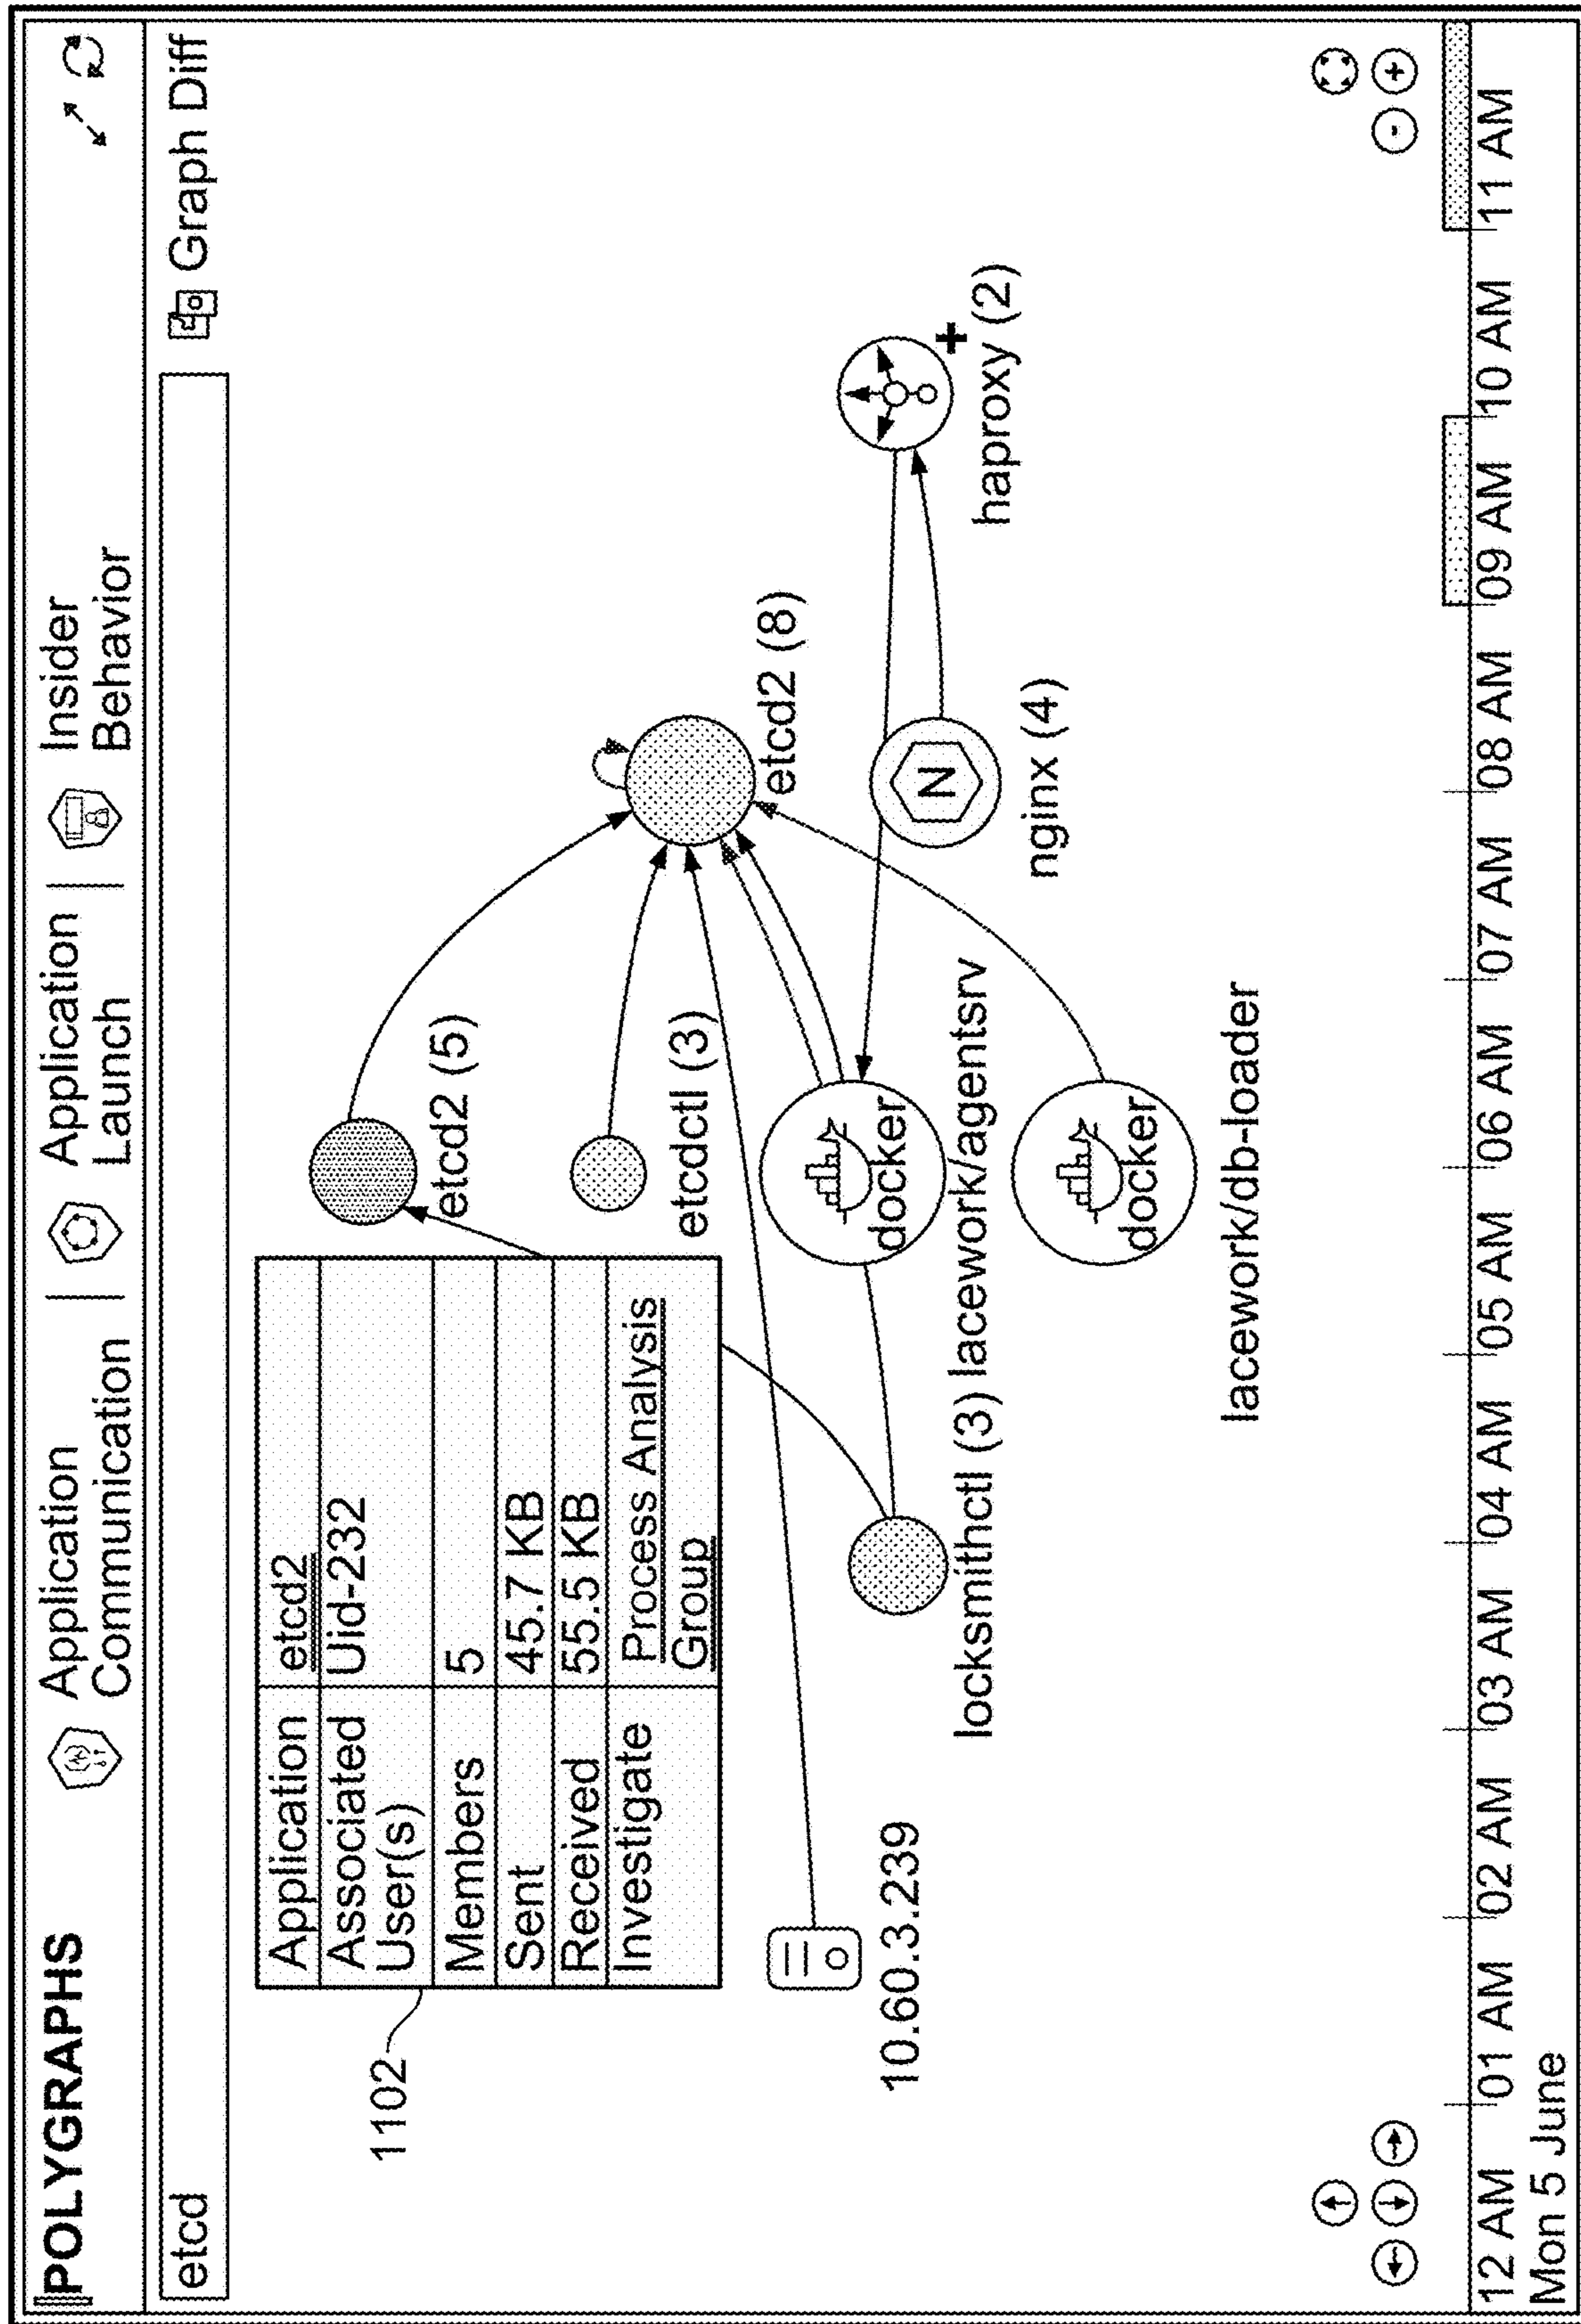 POLYGRAPHS
Application
Communication
Application
Launch
Insider
Behavior
etcd
Graph Diff
1102
Application etcd2
Associated Uid-232
User(s)
Members 5
Sent 45.7 KB
Received 55.5 KB
Investigate Process Analysis
Group
etcd2 (5)
etcd2 (8)
etcdctl (3)
docker
10.60.3.239
locksmithctl (3) lacework/agentsrv
N
nginx (4)
haproxy (2)
docker
lacework/db-loader
- +
12 AM 01 AM 02 AM 03 AM 04 AM 05 AM 06 AM 07 AM 08 AM 09 AM 10 AM 11 AM
Mon 5 June